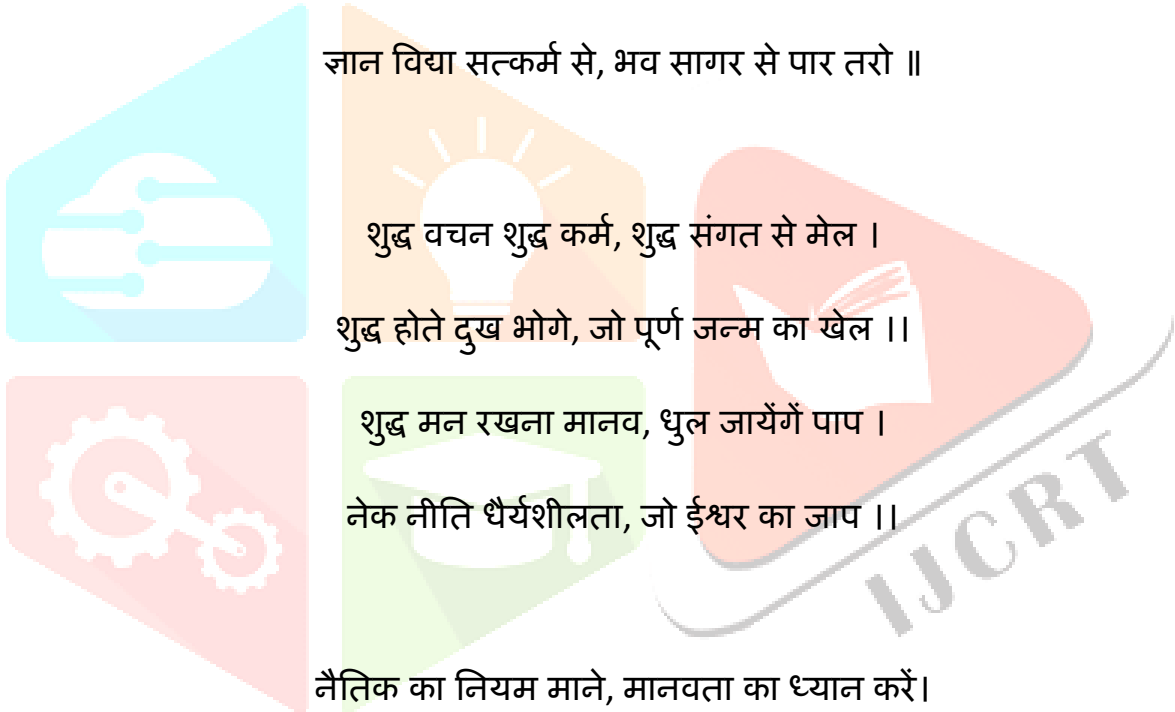 ज्ञान विद्या सत्कर्म से, भव सागर से पार तरो ॥
शुद्ध वचन शुद्ध कर्म, शुद्ध संगत से मेल ।
शुद्ध होते दुख भोगे, जो पूर्ण जन्म का खेल ।।
शुद्ध मन रखना मानव, धुल जायेंगें पाप ।
नेक नीति धैर्यशीलता, जो ईश्वर का जाप ।।
IJCRT
नैतिक का नियम माने, मानवता का ध्यान करें।